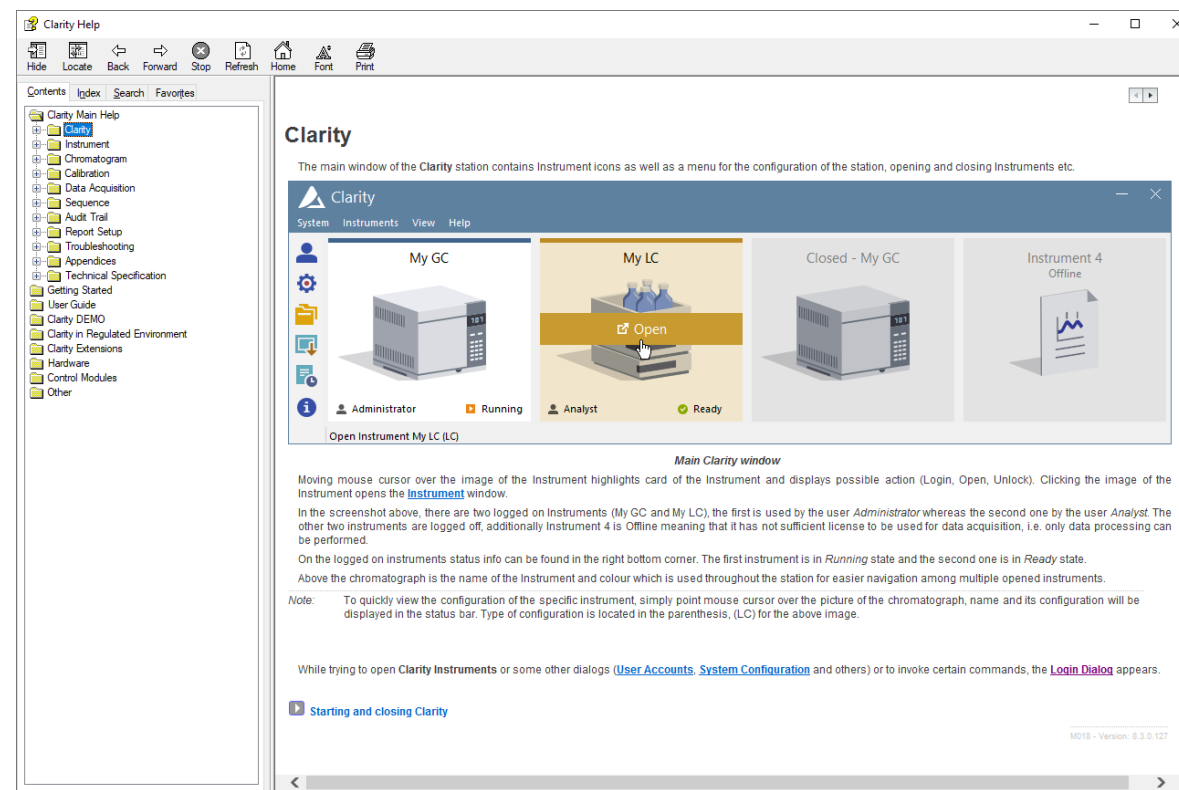 Clarity Help
Hide Locate Back Forward Stop Refresh Home Font Print
Contents Index Search Favorites
Clarity Main Help
Clarity
Instrument
Chromatogram
Calibration
Data Acquisition
Sequence
Audit Trail
Report Setup
Troubleshooting
Appendices
Technical Specification
Getting Started
User Guide
Clarity DEMO
Clarity in Regulated Environment
Clarity Extensions
Hardware
Control Modules
Other
Clarity
The main window of the Clarity station contains Instrument icons as well as a menu for the configuration of the station, opening and closing Instruments etc.
Clarity
System Instruments View Help
My GC
101
Administrator Running
My LC
Open
Analyst Ready
Closed - My GC
101
Instrument 4
Offline
Open Instrument My LC (LC)
Main Clarity window
Moving mouse cursor over the image of the Instrument highlights card of the Instrument and displays possible action (Login, Open, Unlock). Clicking the image of the
Instrument opens the Instrument window.
In the screenshot above, there are two logged on Instruments (My GC and My LC), the first is used by the user Administrator whereas the second one by the user Analyst. The
other two instruments are logged off, additionally Instrument 4 is Offline meaning that it has not sufficient license to be used for data acquisition, i.e. only data processing can
be performed.
On the logged on instruments status info can be found in the right bottom corner. The first instrument is in Running state and the second one is in Ready state.
Above the chromatograph is the name of the Instrument and colour which is used throughout the station for easier navigation among multiple opened instruments.
Note: To quickly view the configuration of the specific instrument, simply point mouse cursor over the picture of the chromatograph, name and its configuration will be
displayed in the status bar. Type of configuration is located in the parenthesis, (LC) for the above image.
While trying to open Clarity Instruments or some other dialogs (User Accounts, System Configuration and others) or to invoke certain commands, the Login Dialog appears.
Starting and closing Clarity
M018 - Version: 8.3.0.127